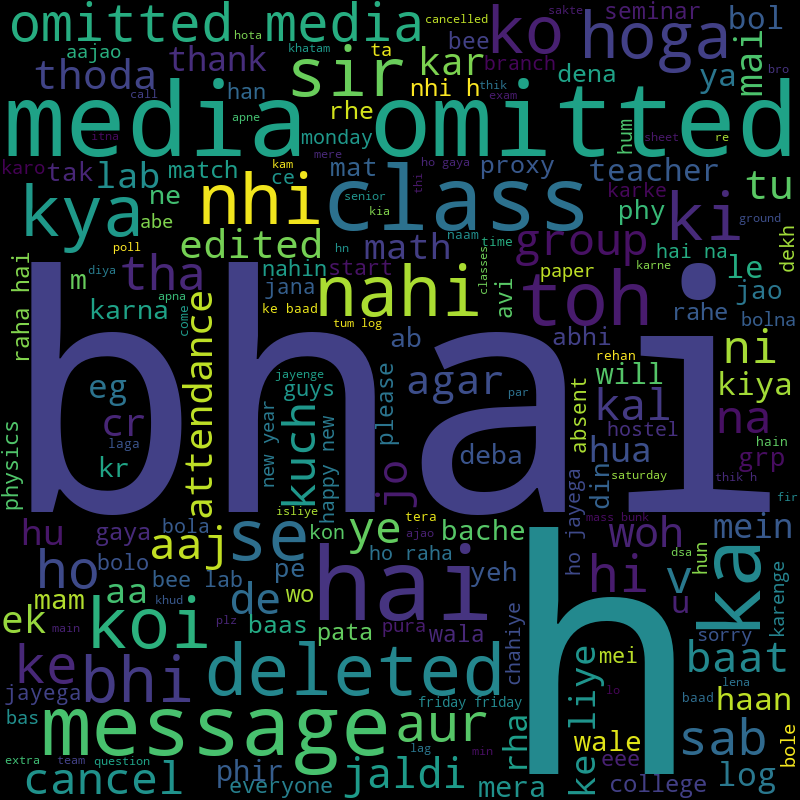 omitted media
cancelled
hota
khatam
ta
bee
ko
sakte
hoga
seminar
bol
aajao
thank
sir
kar
branch
dena
ya
mai
thoda
call
han
thik
nhi h
exam
bro
media omitted
apne
rhe
monday
hum
sheet
re
itna
mere
karo
tak
lab
match
kam
ce
mat
ho gaya
proxy
teacher
tu
thi
ne
nhi
class
senior
kia
karke
ki
phy
kya
abe
edited
math
hn
naam
time
group
hai na
le
ground
dekh
poll
raha hai
m
tha
nahin
start
classes
paper
karne
jao
diya
apna
jana
ke baad
nahi
avi
toh
rahe
bolna
karna
come
tum log
ab
abhi
ni
bhai
attendance
eg
jayenge
guys
agar
par
rehan
will
kiya
cr
kuch
please
absent
kal
na
physics
laga
new year
happy new
jo
deba
hostel
hua
hain
grp
kr
din
saturday
thik h
isliye
tera
mass bunk
fir
hu
gaya
bola
se
kon
ye
ajao
bache
ho jayega
woh
dsa
mein
aaj
bolo
ho raha
hun
ho
mam
aa
bee lab
khud
de
pe
wo
hai
yeh
h
hi
v
ka
karenge
ek
main
koi
plz
baas
pata
pura
wala
chahiye
u
sorry
ke
bhi
deleted
mei
baat
jayega
friday friday
ke liye
lo
baad
lena
haan
bas
message
aur
rha
wale
sab
bole
lag
min
extra
team
question
phir
jaldi
eee
log
cancel
everyone
mera
college